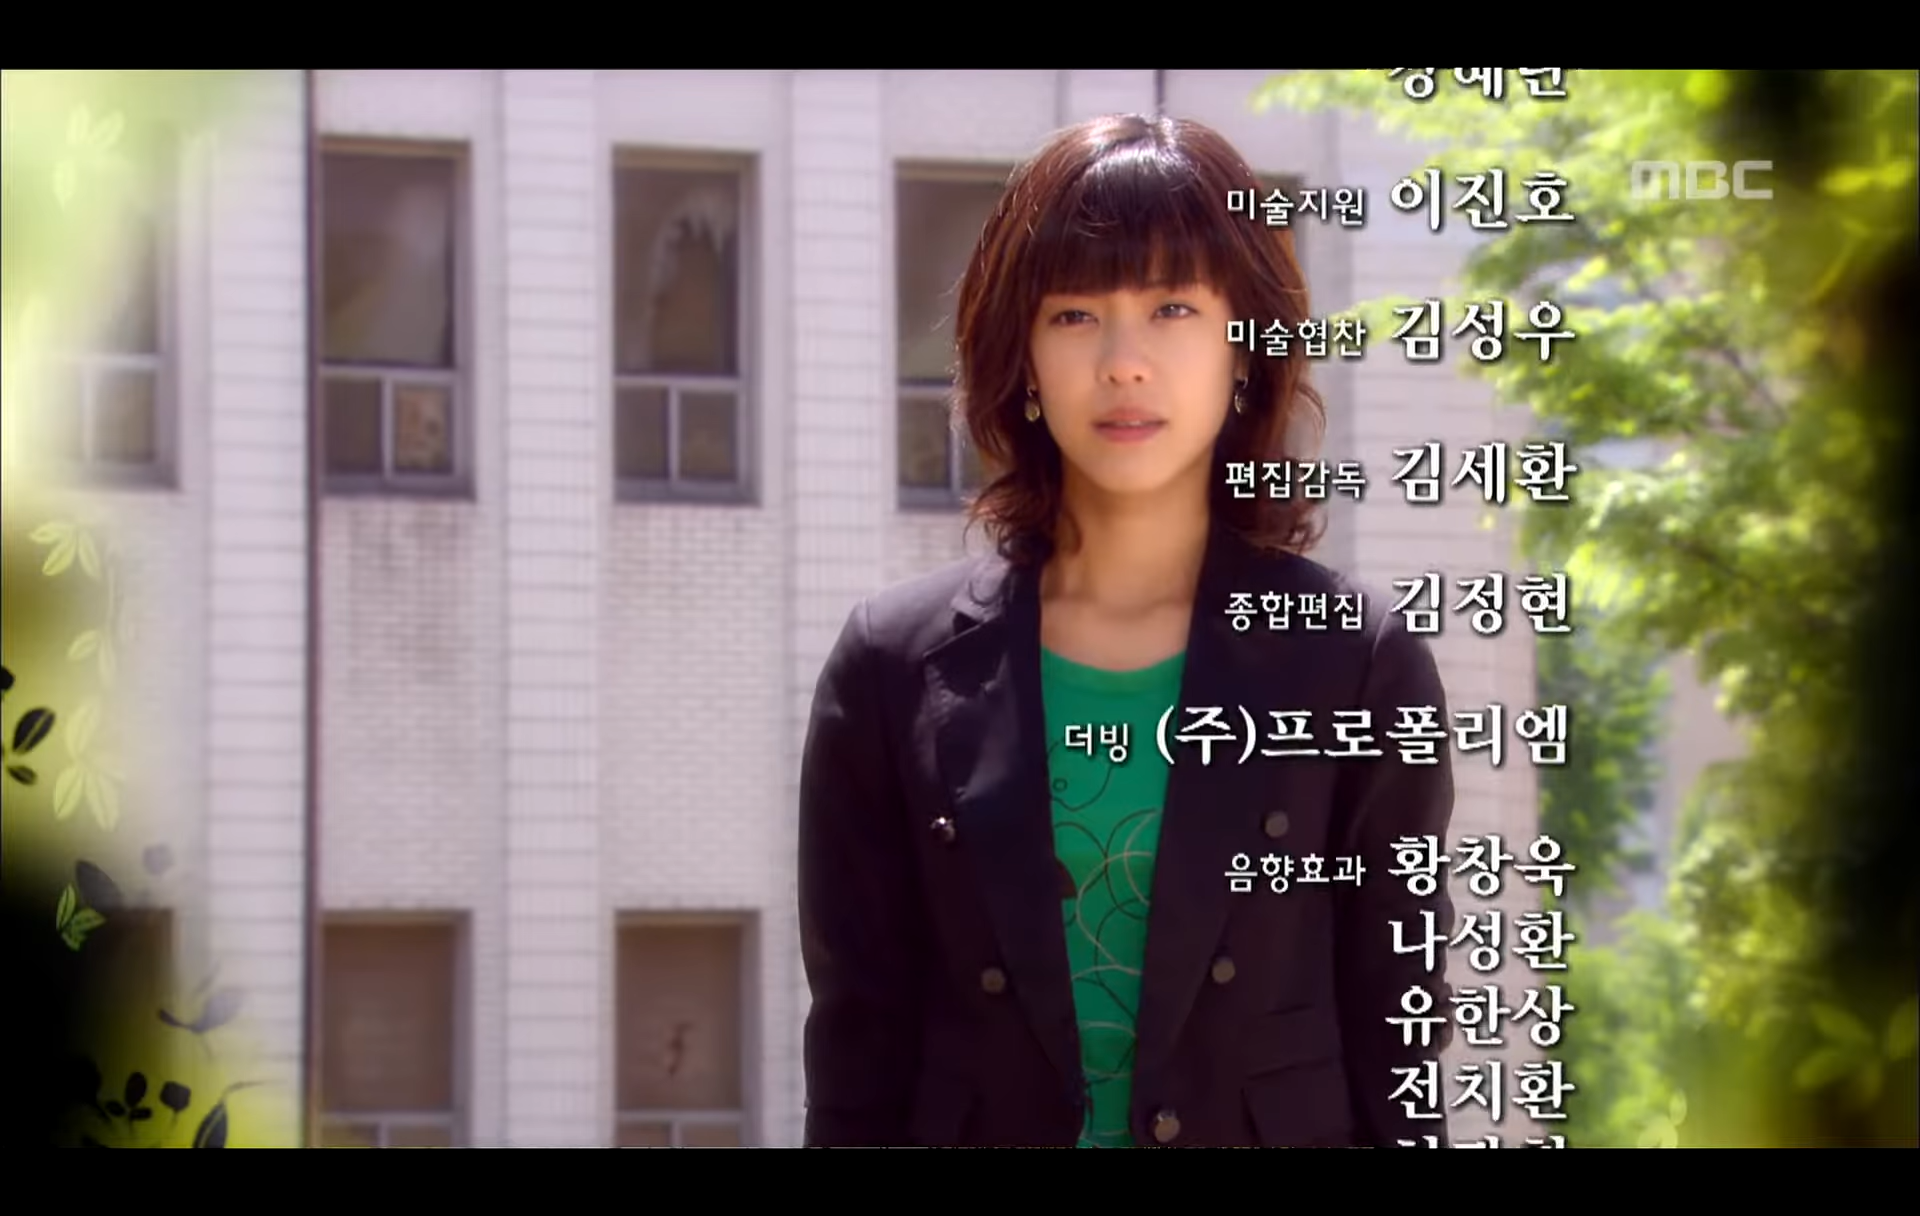 미술지원 이진호
MBC
미술협찬 김성우
편집감독 김세환
종합편집 김정현
더빙 (주)프로폴리엠
음향효과 황창욱
나성환
유한상
전치환